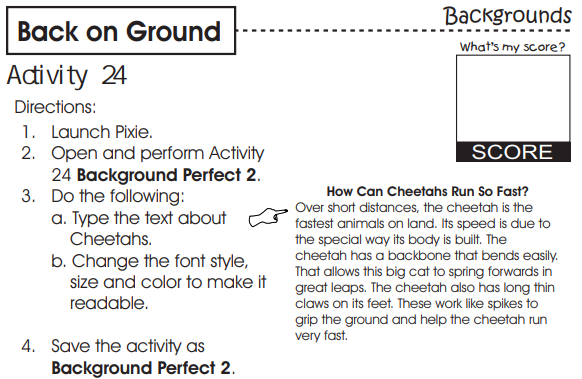 Back on Ground
Backgrounds
What's my score?
SCORE
Activity 24
Directions:
1. Launch Pixie.
2. Open and perform Activity
24 Background Perfect 2.
3. Do the following:
a. Type the text about
Cheetahs.
b. Change the font style,
size and color to make it
readable.
4. Save the activity as
Background Perfect 2.
How Can Cheetahs Run So Fast?
Over short distances, the cheetah is the
fastest animals on land. Its speed is due to
the special way its body is built. The
cheetah has a backbone that bends easily.
That allows this big cat to spring forwards in
great leaps. The cheetah also has long thin
claws on its feet. These work like spikes to
grip the ground and help the cheetah run
very fast.